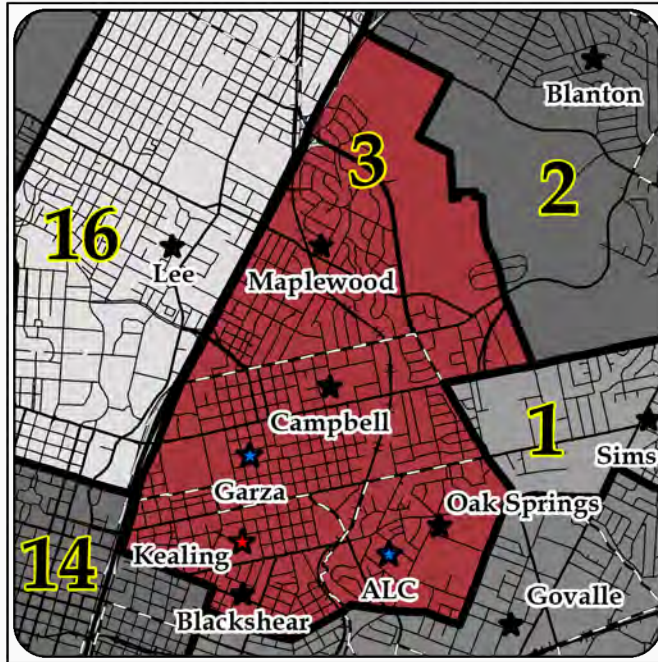 Blanton
3
2
16
Lee
Maplewood
Campbell
1
Sims
Garza
Oak Springs
Kealing
14
ALC
Govalle
Blackshear